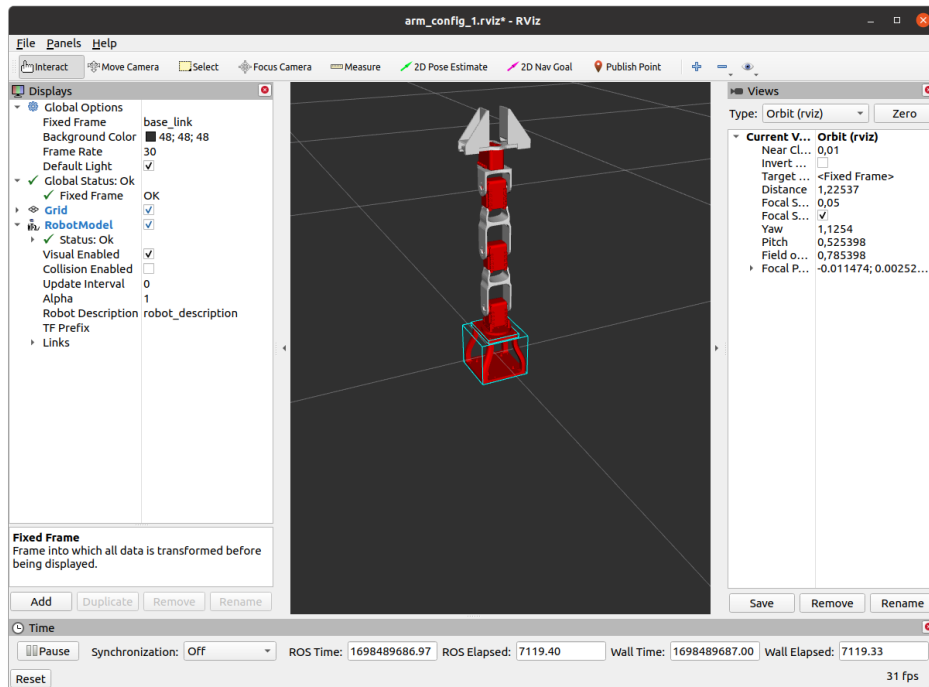 arm_config_1.rviz* - RViz
File Panels Help
Interact Move Camera Select Focus Camera Measure 2D Pose Estimate 2D Nav Goal Publish Point
Displays
Global Options
Fixed Frame base_link
Background Color 48; 48; 48
Frame Rate 30
Default Light
Global Status: Ok
Fixed Frame OK
Grid
RobotModel
Status: Ok
Visual Enabled
Collision Enabled
Update Interval 0
Alpha 1
Robot Description robot_description
TF Prefix
Links
Fixed Frame
Frame into which all data is transformed before
being displayed.
Add Duplicate Remove Rename
Views
Type: Orbit (rviz) Zero
Current V... Orbit (rviz)
Near Cl... 0,01
Invert ...
Target ... <Fixed Frame>
Distance 1,22537
Focal S... 0,05
Focal S...
Yaw 1,1254
Pitch 0,525398
Field o... 0,785398
Focal P... -0.011474; 0.00252...
Save Remove Rename
Time
Pause Synchronization: Off ROS Time: 1698489686.97 ROS Elapsed: 7119.40 Wall Time: 1698489687.00 Wall Elapsed: 7119.33
Reset 31 fps